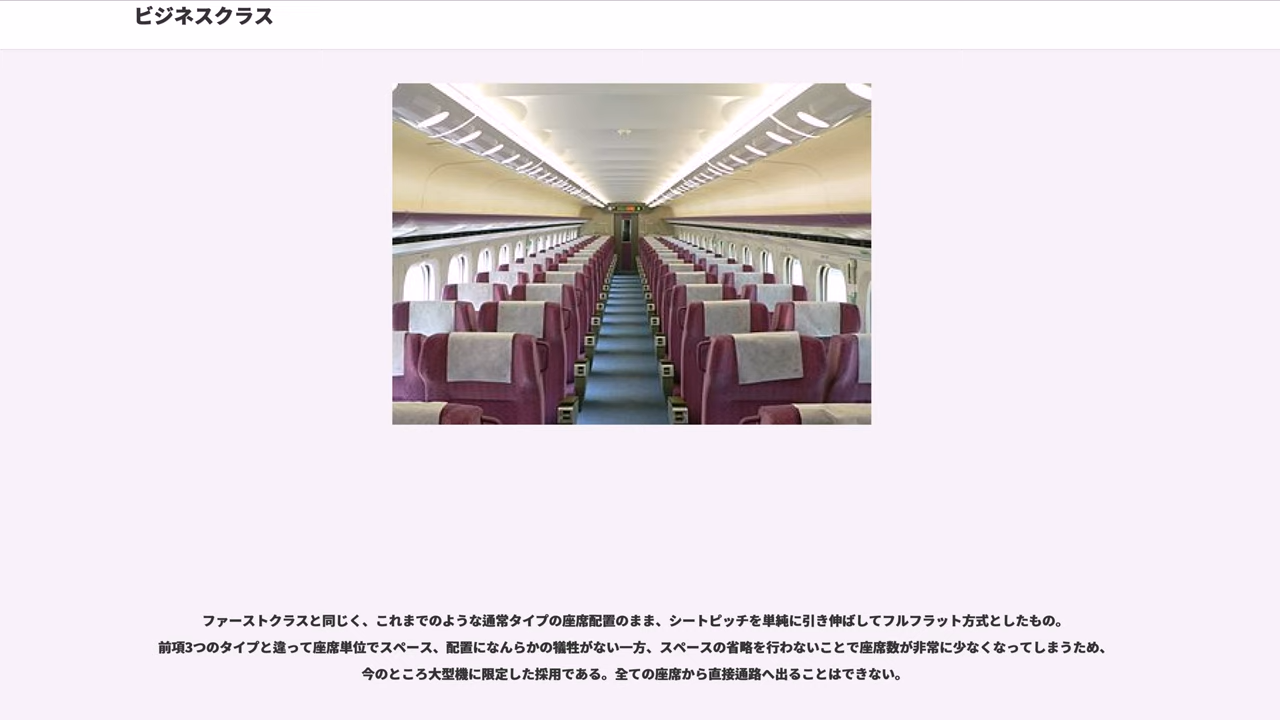 ビジネスクラス
ファーストクラスと同じく、これまでのような通常タイプの座席配置のまま、シートピッチを単純に引き伸ばしてフルフラット方式としたもの。
前項3つのタイプと違って座席単位でスペース、配置になんらかの犠牲がない一方、スペースの省略を行わないことで座席数が非常に少なくなってしまうため、
今のところ大型機に限定した採用である。全ての座席から直接通路へ出ることはできない。